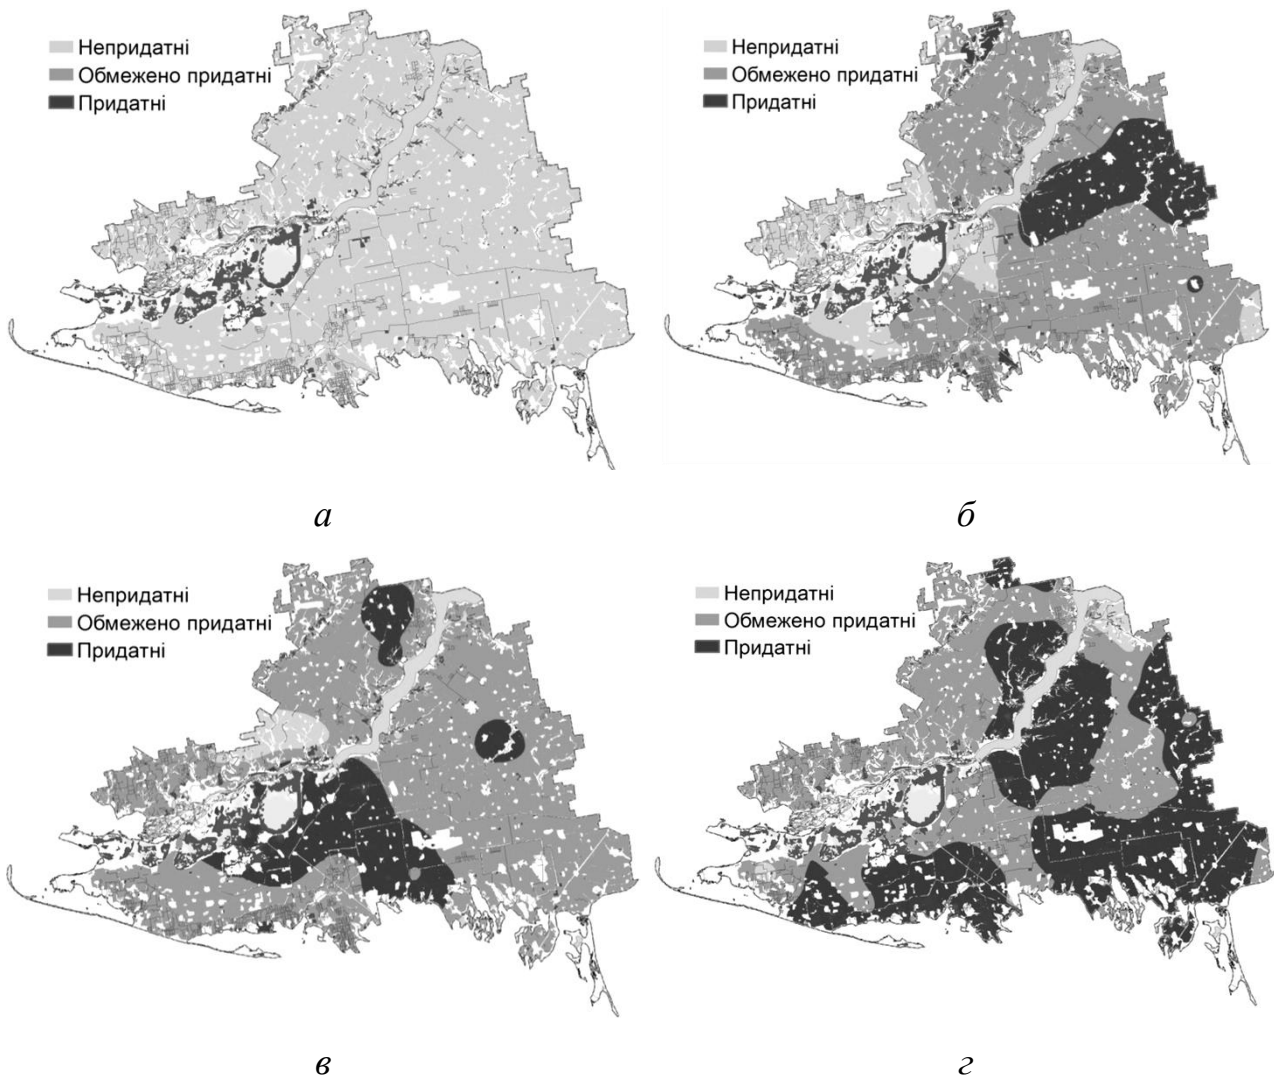 Непридатні
Обмежено придатні
Придатні
Непридатні
Обмежено придатні
Придатні
а
б
Непридатні
Обмежено придатні
Придатні
Непридатні
Обмежено придатні
Придатні
в
г